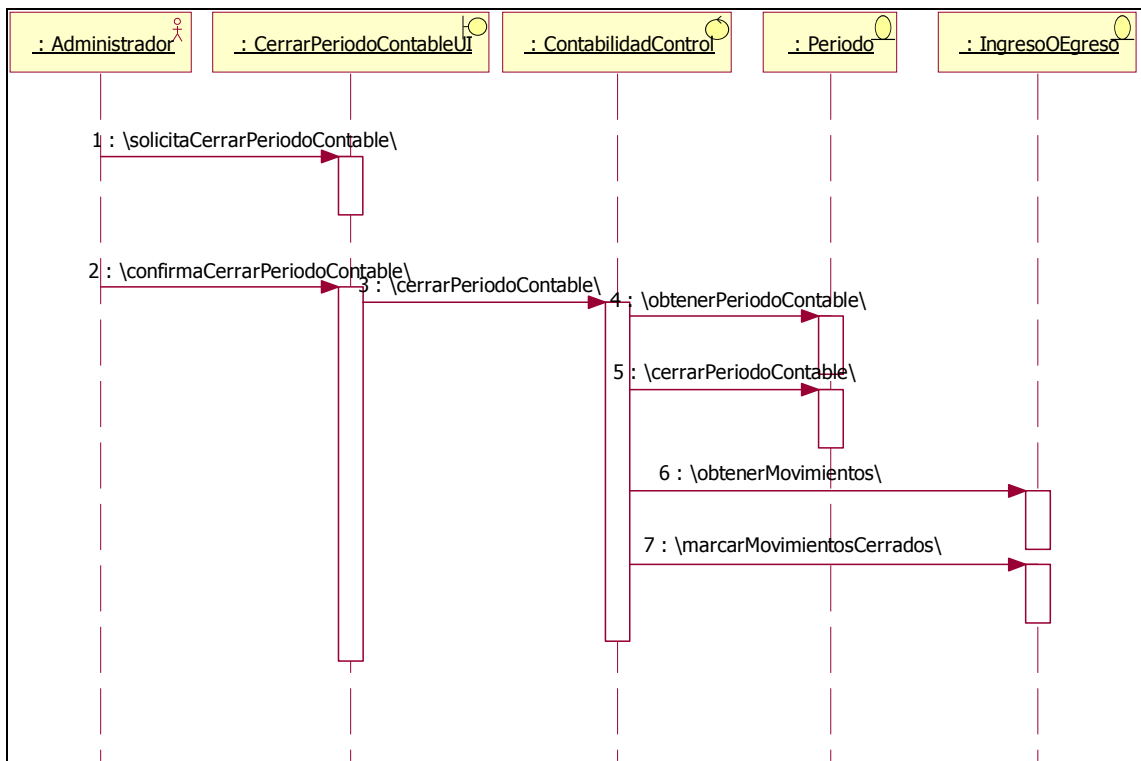 : Administrador
: CerrarPeriodoContableUI
: ContabilidadControl
: Periodo
: IngresoOEgreso
1 : \solicitaCerrarPeriodoContable\
2 : \confirmaCerrarPeriodoContable\
3 : \cerrarPeriodoContable\
4 : \obtenerPeriodoContable\
5 : \cerrarPeriodoContable\
6 : \obtenerMovimientos\
7 : \marcarMovimientosCerrados\